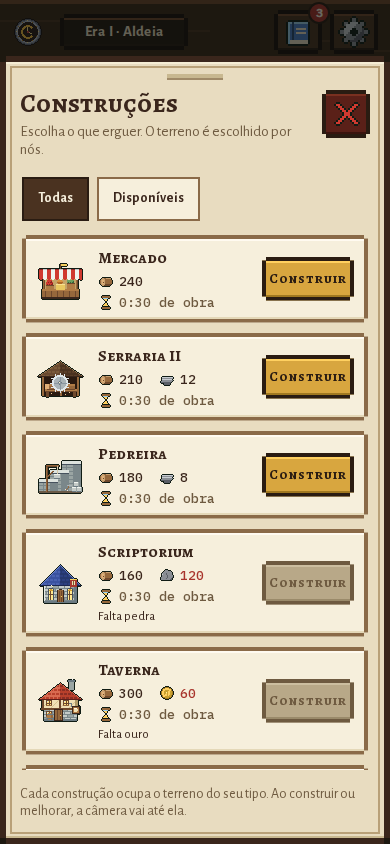 Era I · Aldeia
3
Construções
Escolha o que erguer. O terreno é escolhido por
nós.
Todas
Disponíveis
Mercado
240
0:30 de obra
Construir
Serraria II
210 12
0:30 de obra
Construir
Pedreira
180 8
0:30 de obra
Construir
Scriptorium
160 120
0:30 de obra
Falta pedra
Construir
Taverna
300 60
0:30 de obra
Falta ouro
Construir
Cada construção ocupa o terreno do seu tipo. Ao construir ou
melhorar, a câmera vai até ela.